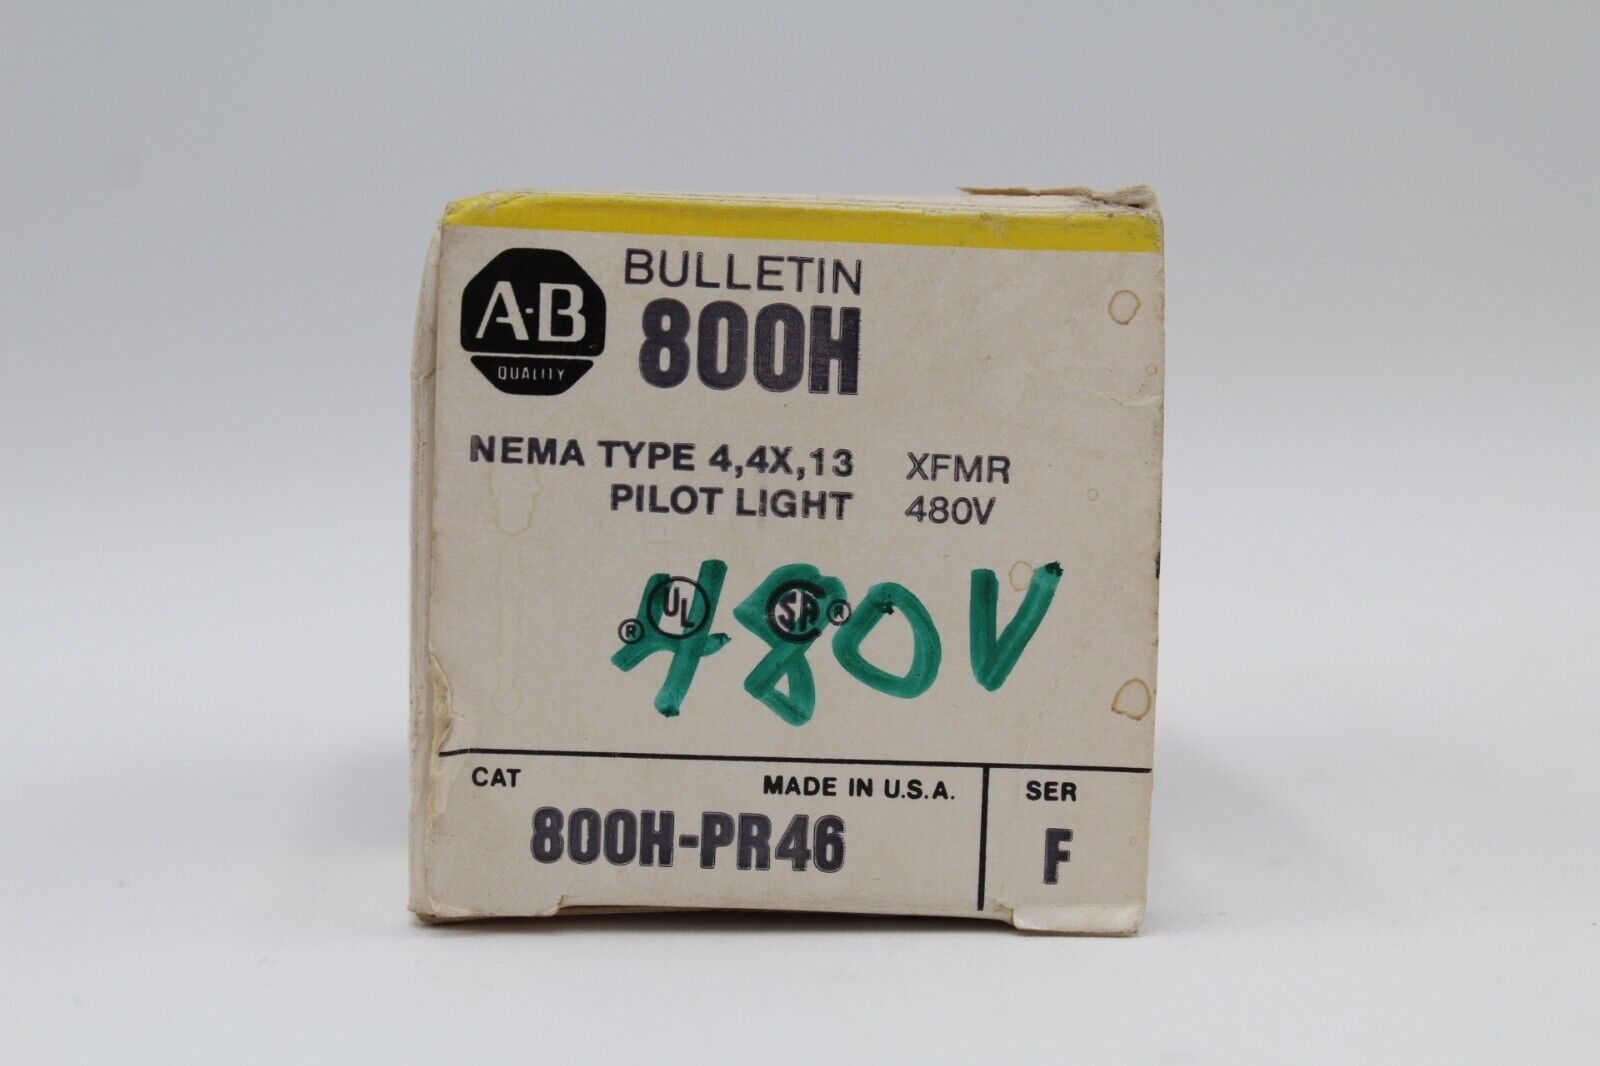 A-B
QUALITY
BULLETIN
800H
NEMA TYPE 4,4X,13 XFMR
PILOT LIGHT 480V
® UL SA ®
480V
CAT MADE IN U.S.A. SER
800H-PR46 F